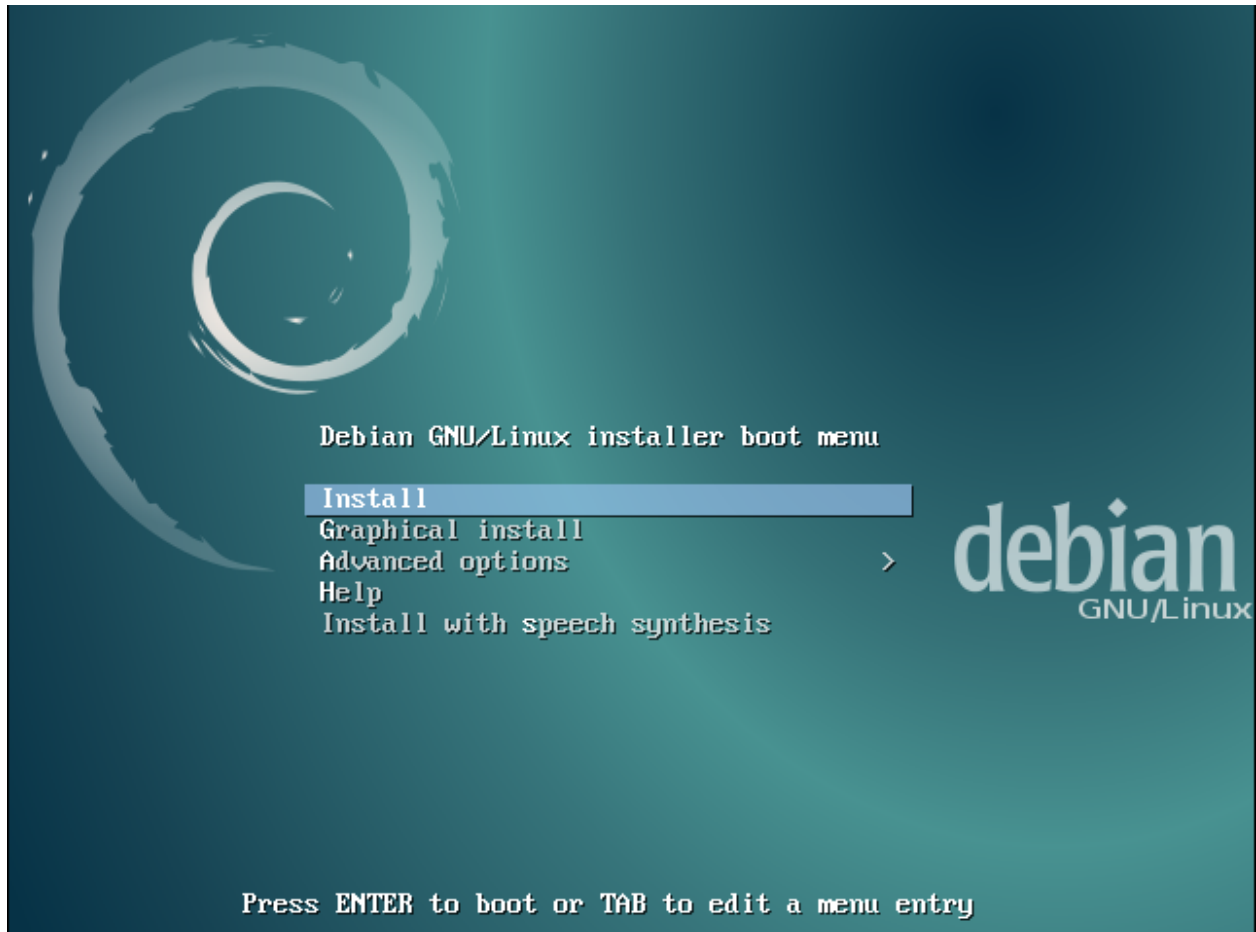 Debian GNU/Linux installer boot menu
Install
Graphical install
Advanced options >
Help
Install with speech synthesis
debian
GNU/Linux
Press ENTER to boot or TAB to edit a menu entry